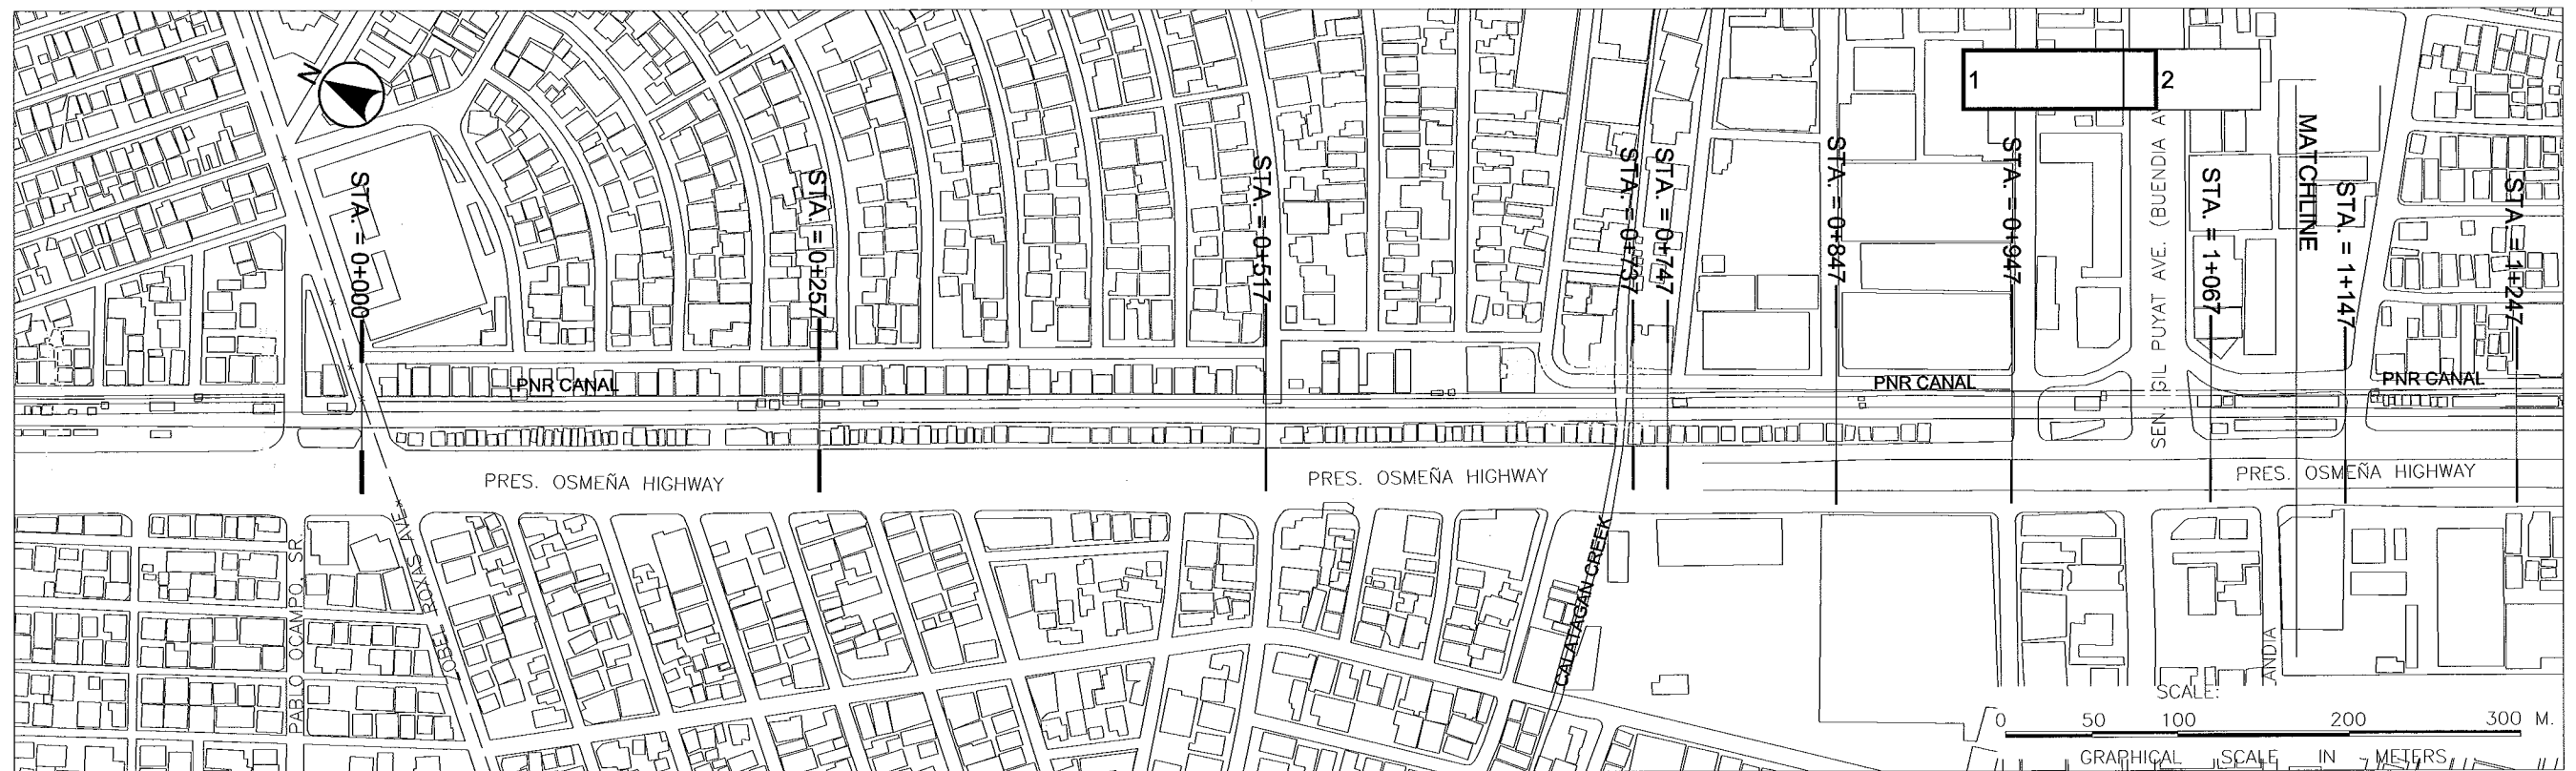 N
1
2
MATCHLINE
STA. = 0+000
STA. = 0+257
STA. = 0+517
STA. = 0+737
STA. = 0+747
STA. = 0+847
STA. = 0+947
STA. = 1+067
STA. = 1+147
STA. = 1+247
SEN. GIL PUYAT AVE. (BUENDIA AV
PNR CANAL
PNR CANAL
PNR CANAL
PRES. OSMEÑA HIGHWAY
PRES. OSMEÑA HIGHWAY
PRES. OSMEÑA HIGHWAY
PABLO OCAMPO, SR.
ROXAS AVE.
CALATAGAN CREEK
ANDIA
SCALE:
0 50 100 200 300 M.
GRAPHICAL SCALE IN METERS